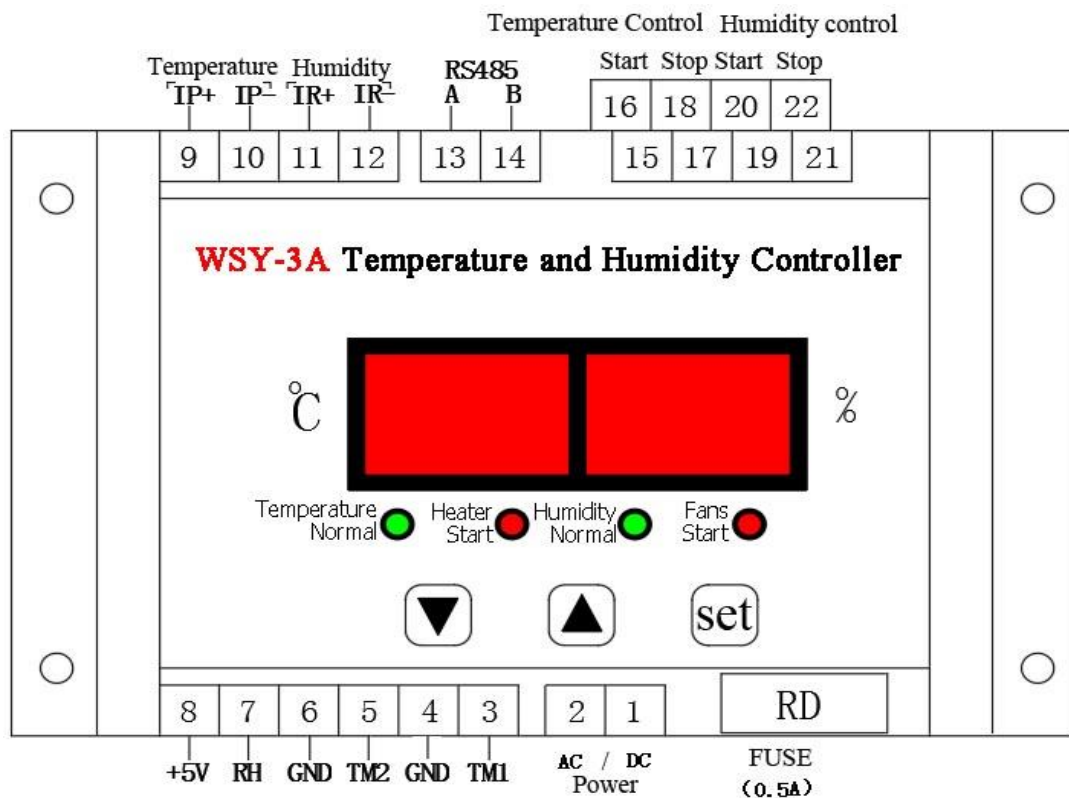 Temperature Control Humidity control
Start Stop Start Stop
Temperature Humidity RS485
IP+ IP- IR+ IR- A B
16 18 20 22
9 10 11 12 13 14 15 17 19 21
WSY-3A Temperature and Humidity Controller
℃ %
Temperature Normal
Heater Start
Humidity Normal
Fans Start
▼ ▲ set
8 7 6 5 4 3 2 1 RD
+5V RH GND TM2 GND TM1 AC / DC FUSE
Power (0.5A)